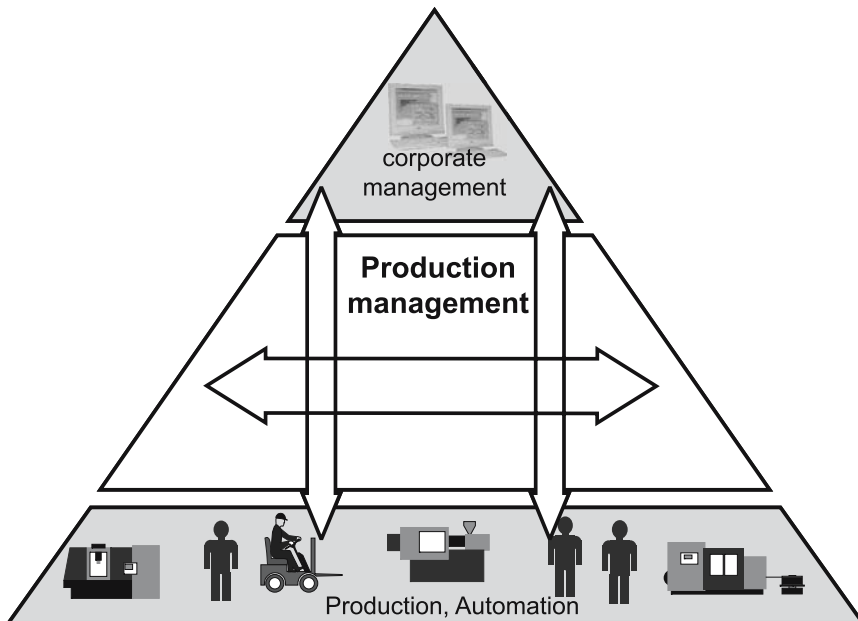 corporate
management
Production
management
Production, Automation